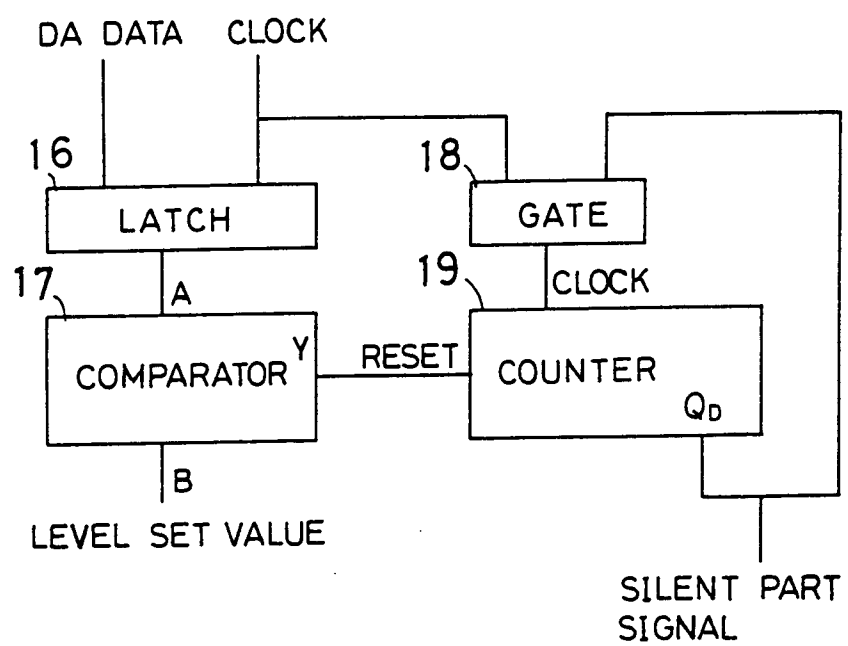 DA DATA
CLOCK
16
LATCH
18
GATE
17
A
19
CLOCK
COMPARATOR
Y
RESET
COUNTER
QD
B
LEVEL SET VALUE
SILENT PART
SIGNAL